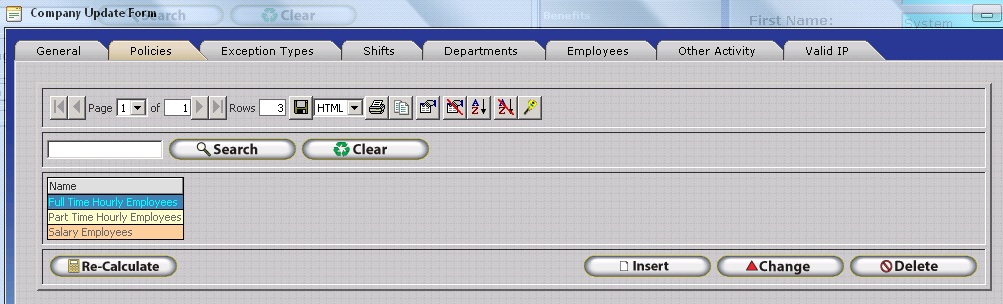 Company Update Form
Search Clear
Benefits
First Name:
System
General Policies Exception Types Shifts Departments Employees Other Activity Valid IP
Page 1 of 1 Rows 3 HTML
Search Clear
Name
Full Time Hourly Employees
Part Time Hourly Employees
Salary Employees
Re-Calculate Insert Change Delete